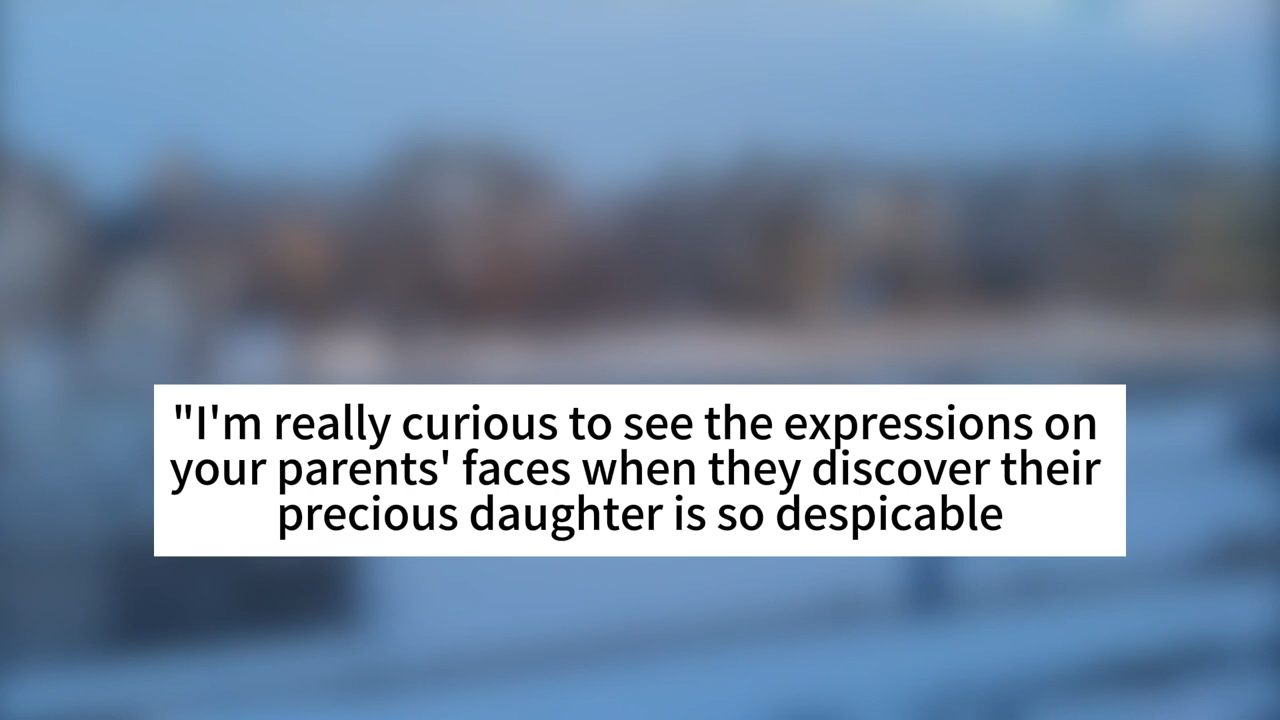 "I'm really curious to see the expressions on
your parents' faces when they discover their
precious daughter is so despicable